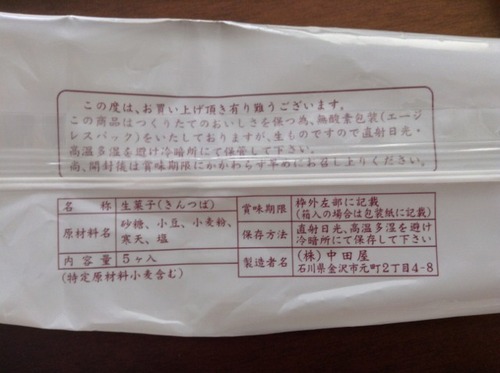 この度は、お買い上げ頂き有り難うございます。
この商品はつくりたてのおいしさを保つ為、無酸素包装(エージ
レスパック)をいたしておりますが、生ものですので直射日光・
高温多湿を避け冷暗所にて保管して下さい。
尚、開封後は賞味期限にかかわらず早めにお召し上りください。
名称 生菓子(きんつば)
原材料名 砂糖、小豆、小麦粉、
寒天、塩
内容量 5ヶ入
(特定原材料小麦含む)
賞味期限 枠外左部に記載
(箱入の場合は包装紙に記載)
保存方法 直射日光、高温多湿を避け
冷暗所にて保存して下さい
製造者名 (株)中田屋
石川県金沢市元町2丁目4-8